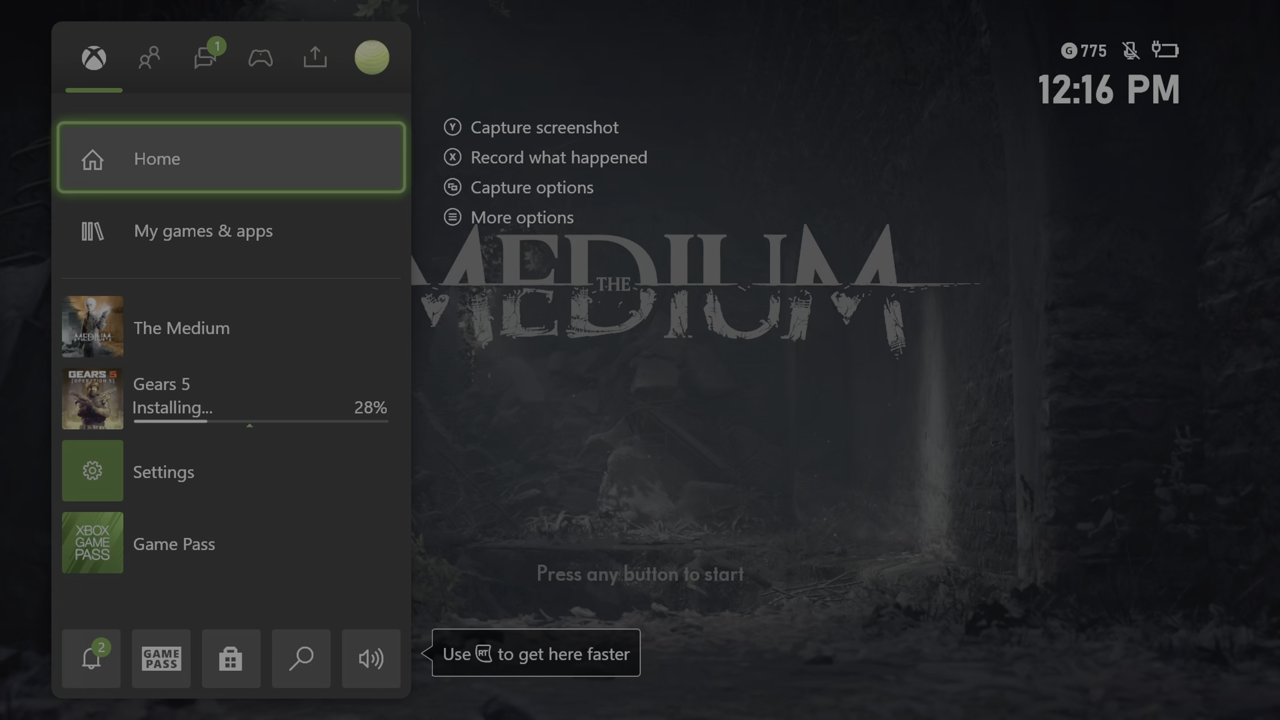 1
G 775
12:16 PM
Home
My games & apps
Y Capture screenshot
X Record what happened
Capture options
More options
THE
MEDIUM
MEDIUM
The Medium
GEARS 5
Gears 5
Installing... 28%
Settings
XBOX
GAME
PASS
Game Pass
Press any button to start
2
GAME
PASS
Use RT to get here faster